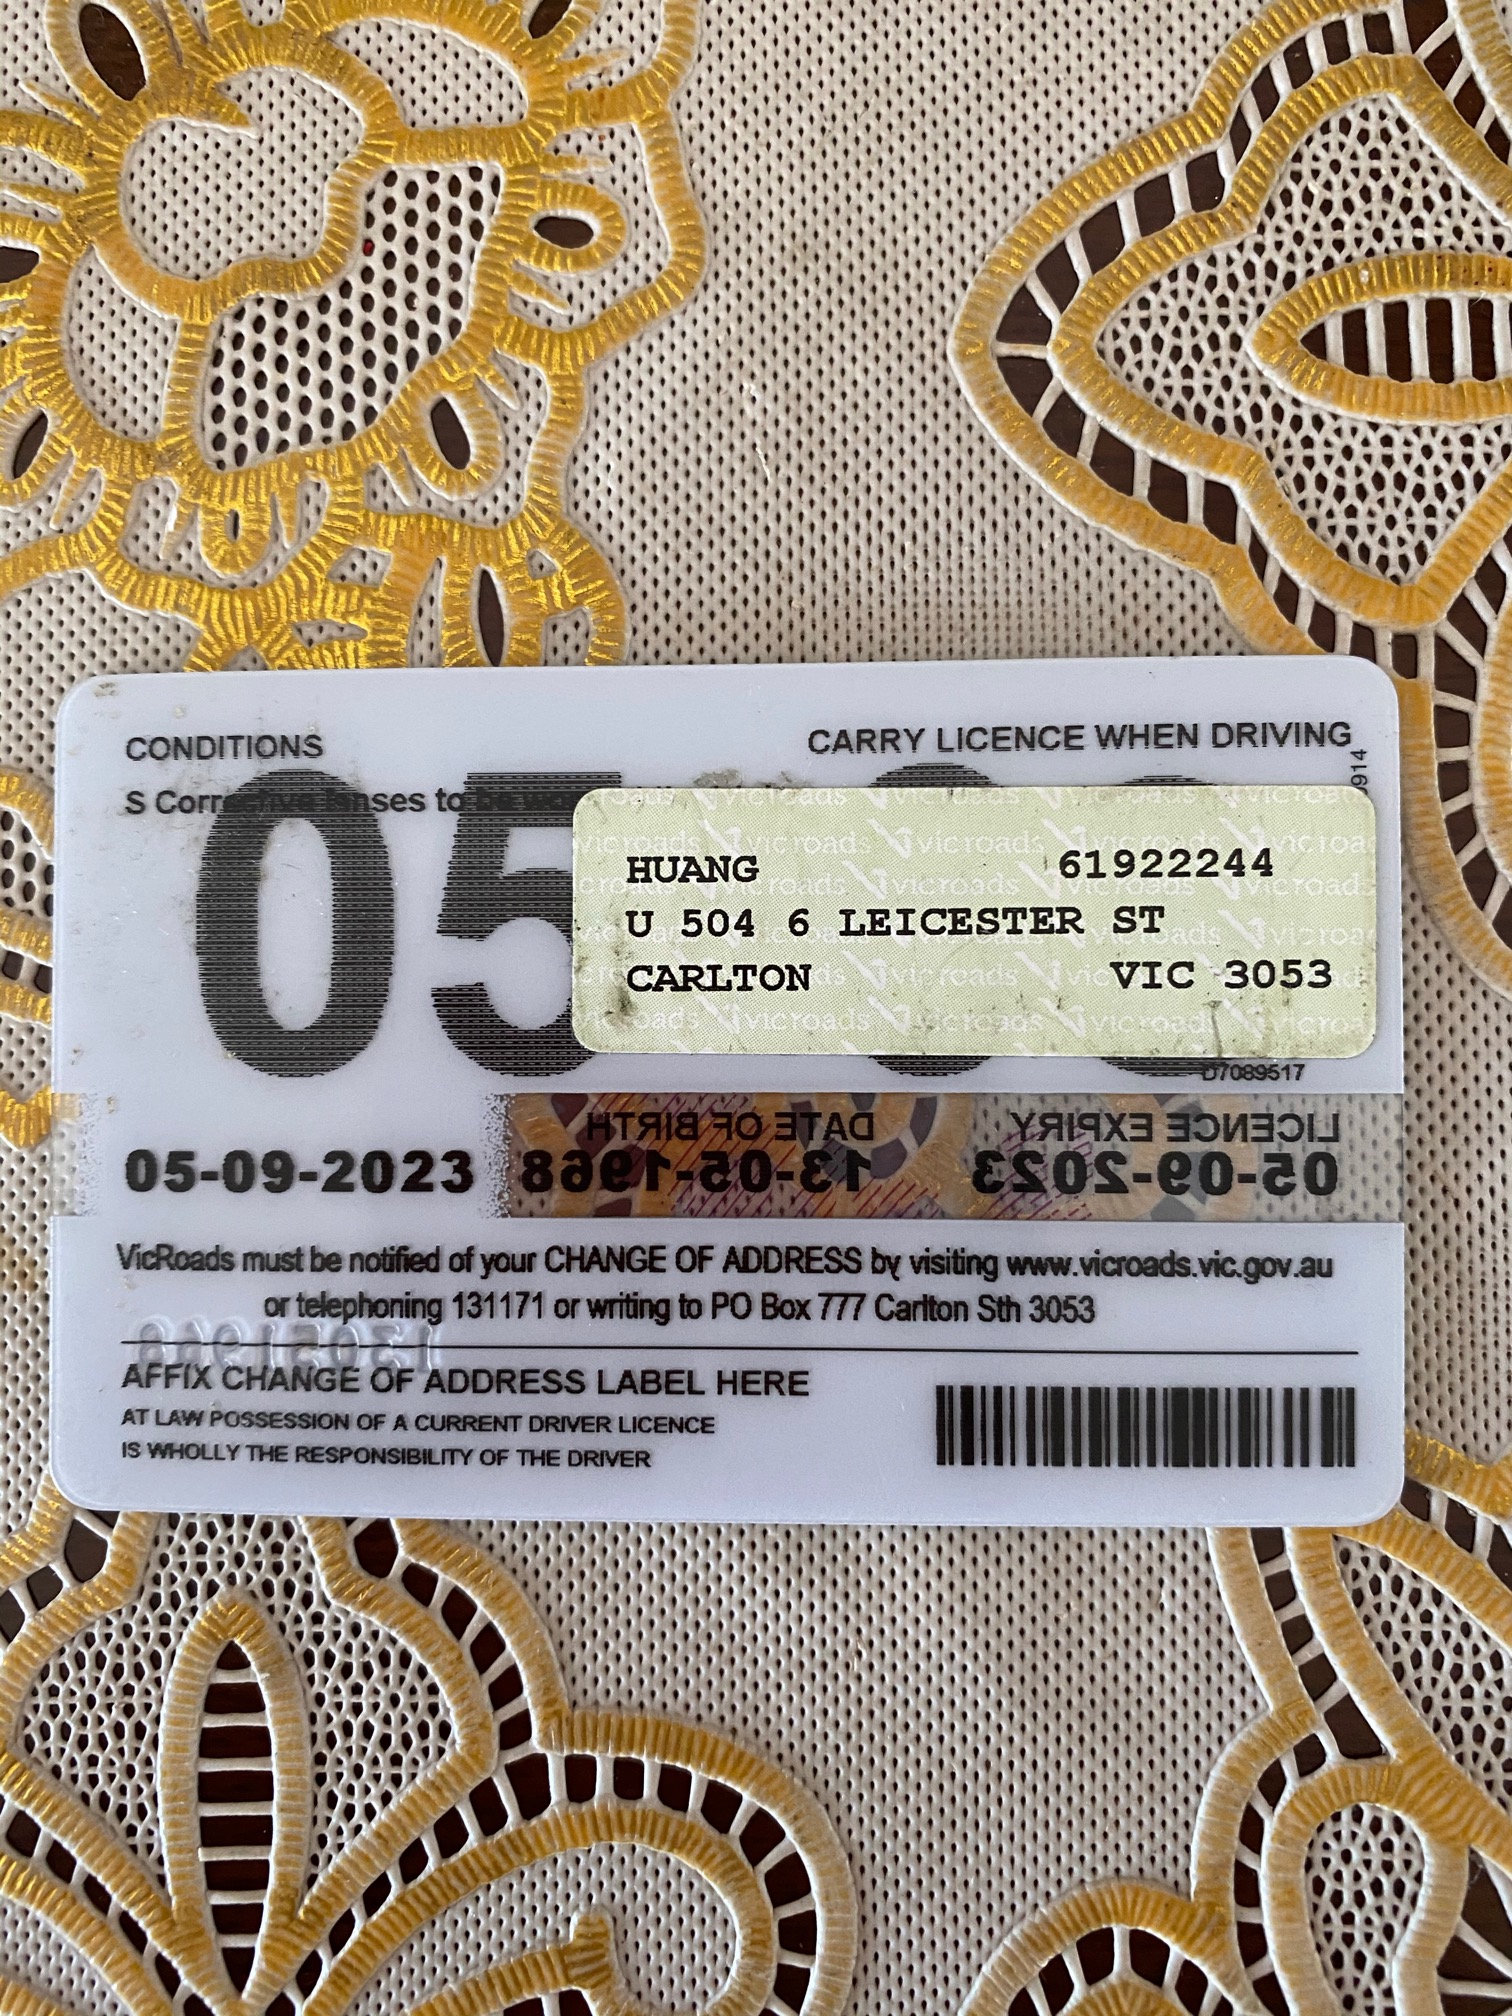 CONDITIONS
CARRY LICENCE WHEN DRIVING
S Corrective lenses to be
05
HUANG 61922244
U 504 6 LEICESTER ST
CARLTON VIC 3053
D7089517
DATE OF BIRTH LICENCE EXPIRY
05-09-2023 13-05-1968 05-09-2023
VicRoads must be notified of your CHANGE OF ADDRESS by visiting www.vicroads.vic.gov.au
or telephoning 131171 or writing to PO Box 777 Carlton Sth 3053
13051968
AFFIX CHANGE OF ADDRESS LABEL HERE
AT LAW POSSESSION OF A CURRENT DRIVER LICENCE
IS WHOLLY THE RESPONSIBILITY OF THE DRIVER